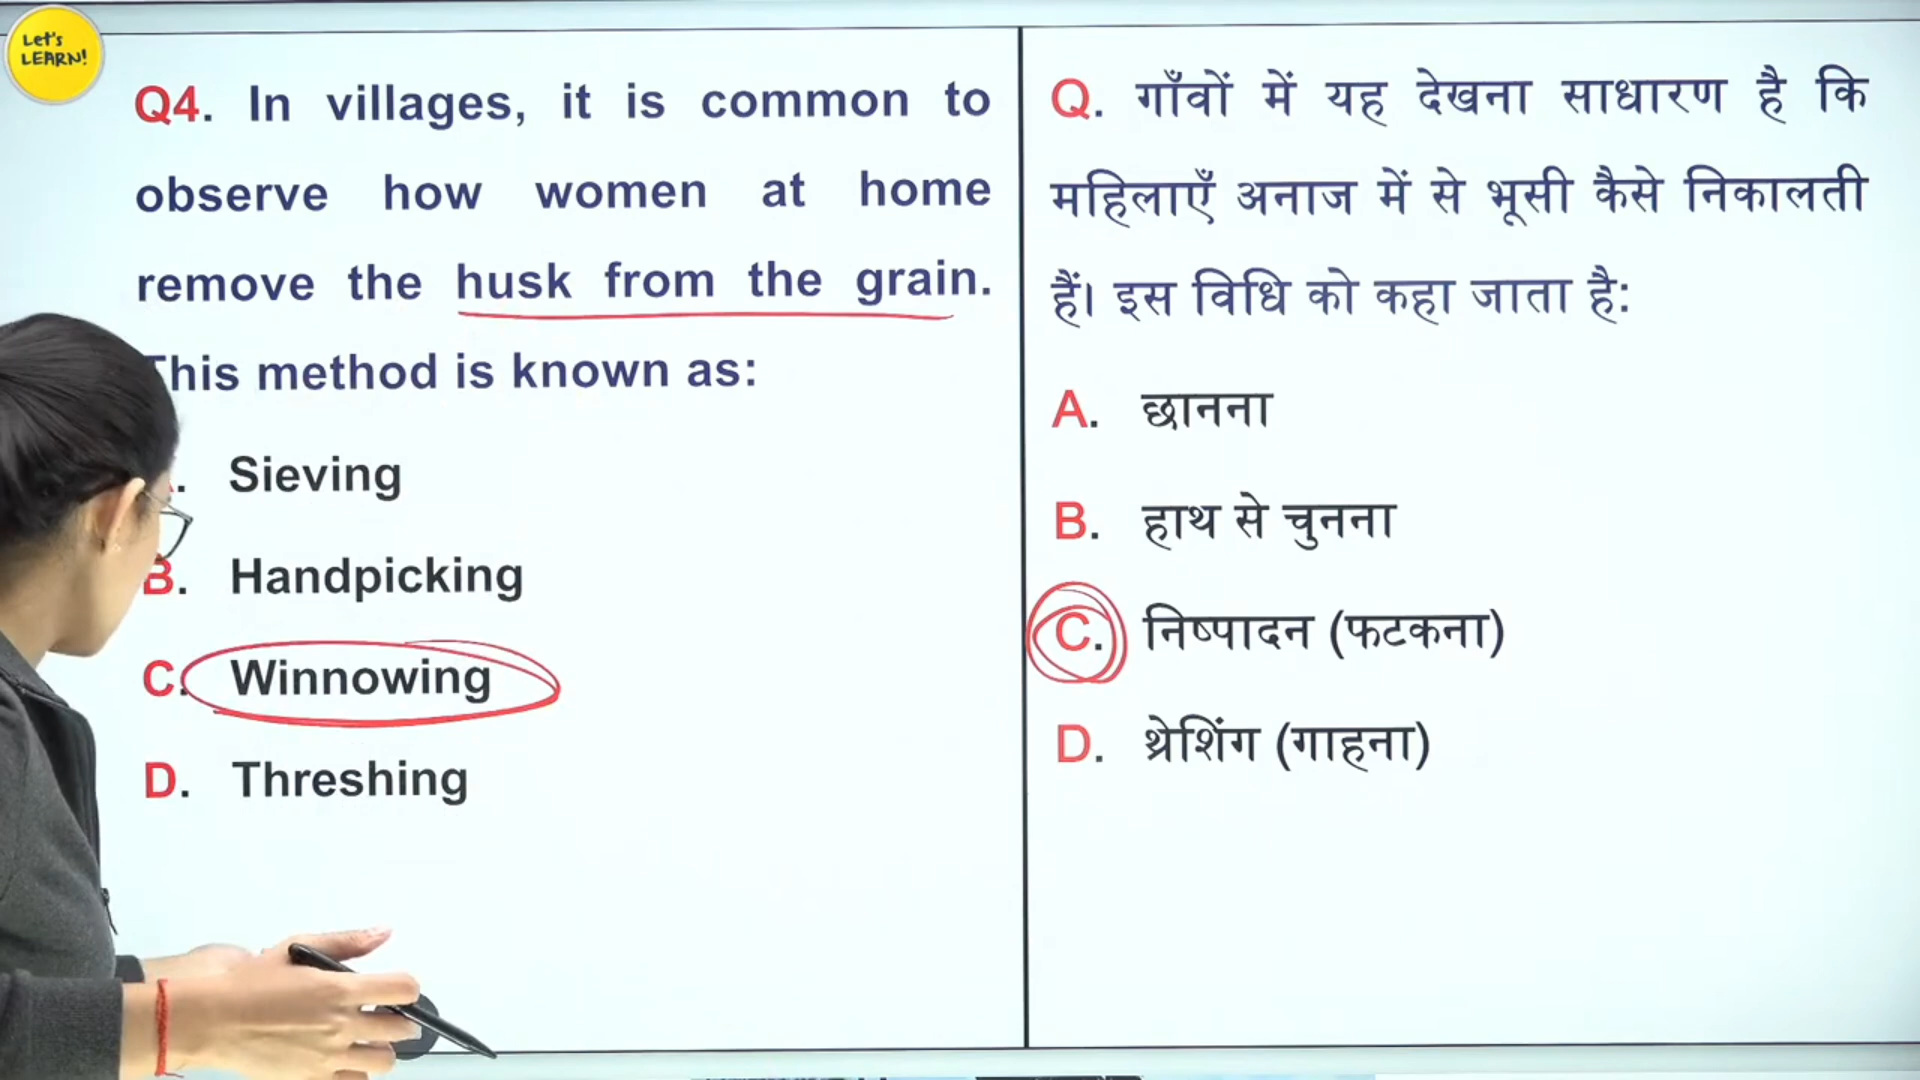 Let's
LEARN!
Q4. In villages, it is common to
observe how women at home
remove the husk from the grain.
This method is known as:
Sieving
B. Handpicking
C. Winnowing
D. Threshing
Q. गाँवों में यह देखना साधारण है कि
महिलाएँ अनाज में से भूसी कैसे निकालती
हैं। इस विधि को कहा जाता है:
A. छानना
B. हाथ से चुनना
C. निष्पादन (फटकना)
D. थ्रेशिंग (गाहना)